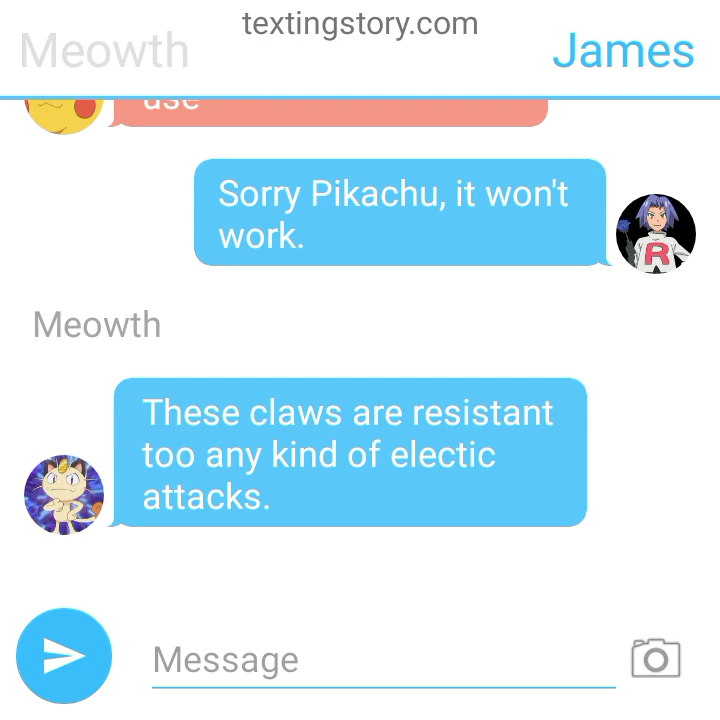 textingstory.com
Meowth
James
use
Sorry Pikachu, it won't
work.
R
Meowth
These claws are resistant
too any kind of electic
attacks.
Message